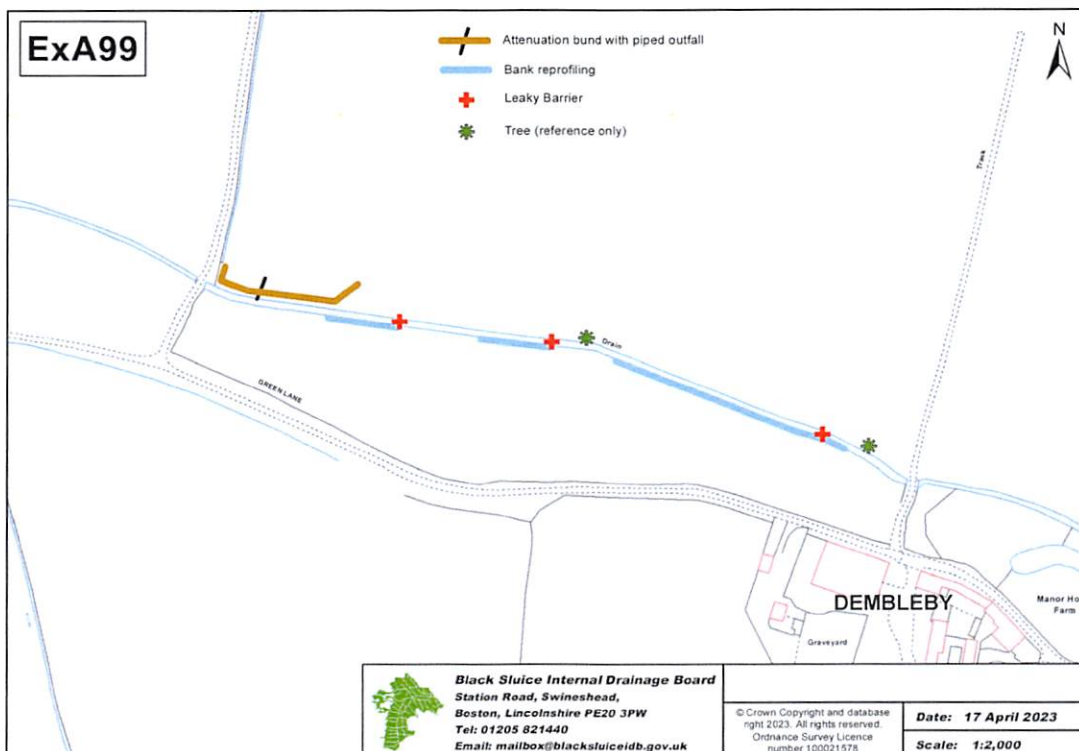 ExA99
Attenuation bund with piped outfall
Bank reprofiling
Leaky Barrier
Tree (reference only)
N
Track
Drain
GREEN LANE
DEMBLEBY
Manor Ho
Farm
Graveyard
Black Sluice Internal Drainage Board
Station Road, Swineshead,
Boston, Lincolnshire PE20 3PW
Tel: 01205 821440
Email: mailbox@blacksluiceidb.gov.uk
© Crown Copyright and database
right 2023. All rights reserved.
Ordnance Survey Licence
number 100021578
Date: 17 April 2023
Scale: 1:2,000